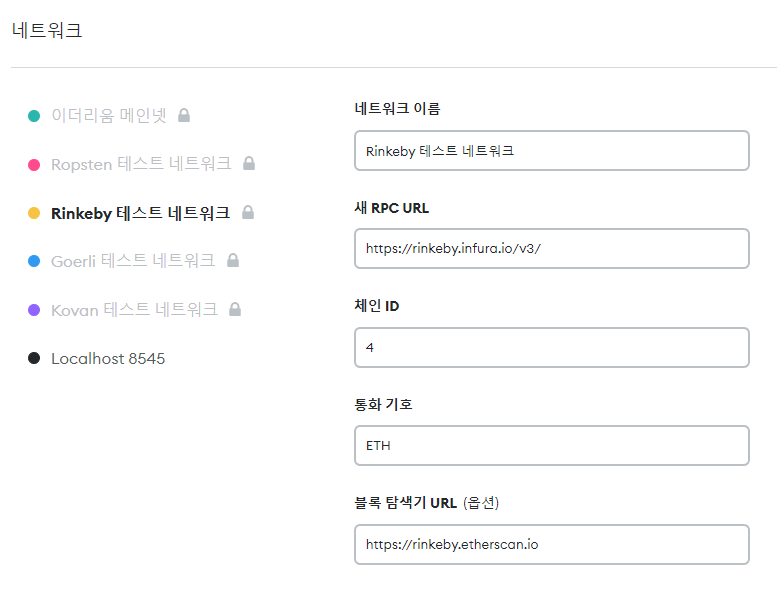 네트워크
이더리움 메인넷
Ropsten 테스트 네트워크
Rinkeby 테스트 네트워크
Goerli 테스트 네트워크
Kovan 테스트 네트워크
Localhost 8545
네트워크 이름
Rinkeby 테스트 네트워크
새 RPC URL
https://rinkeby.infura.io/v3/
체인 ID
4
통화 기호
ETH
블록 탐색기 URL (옵션)
https://rinkeby.etherscan.io